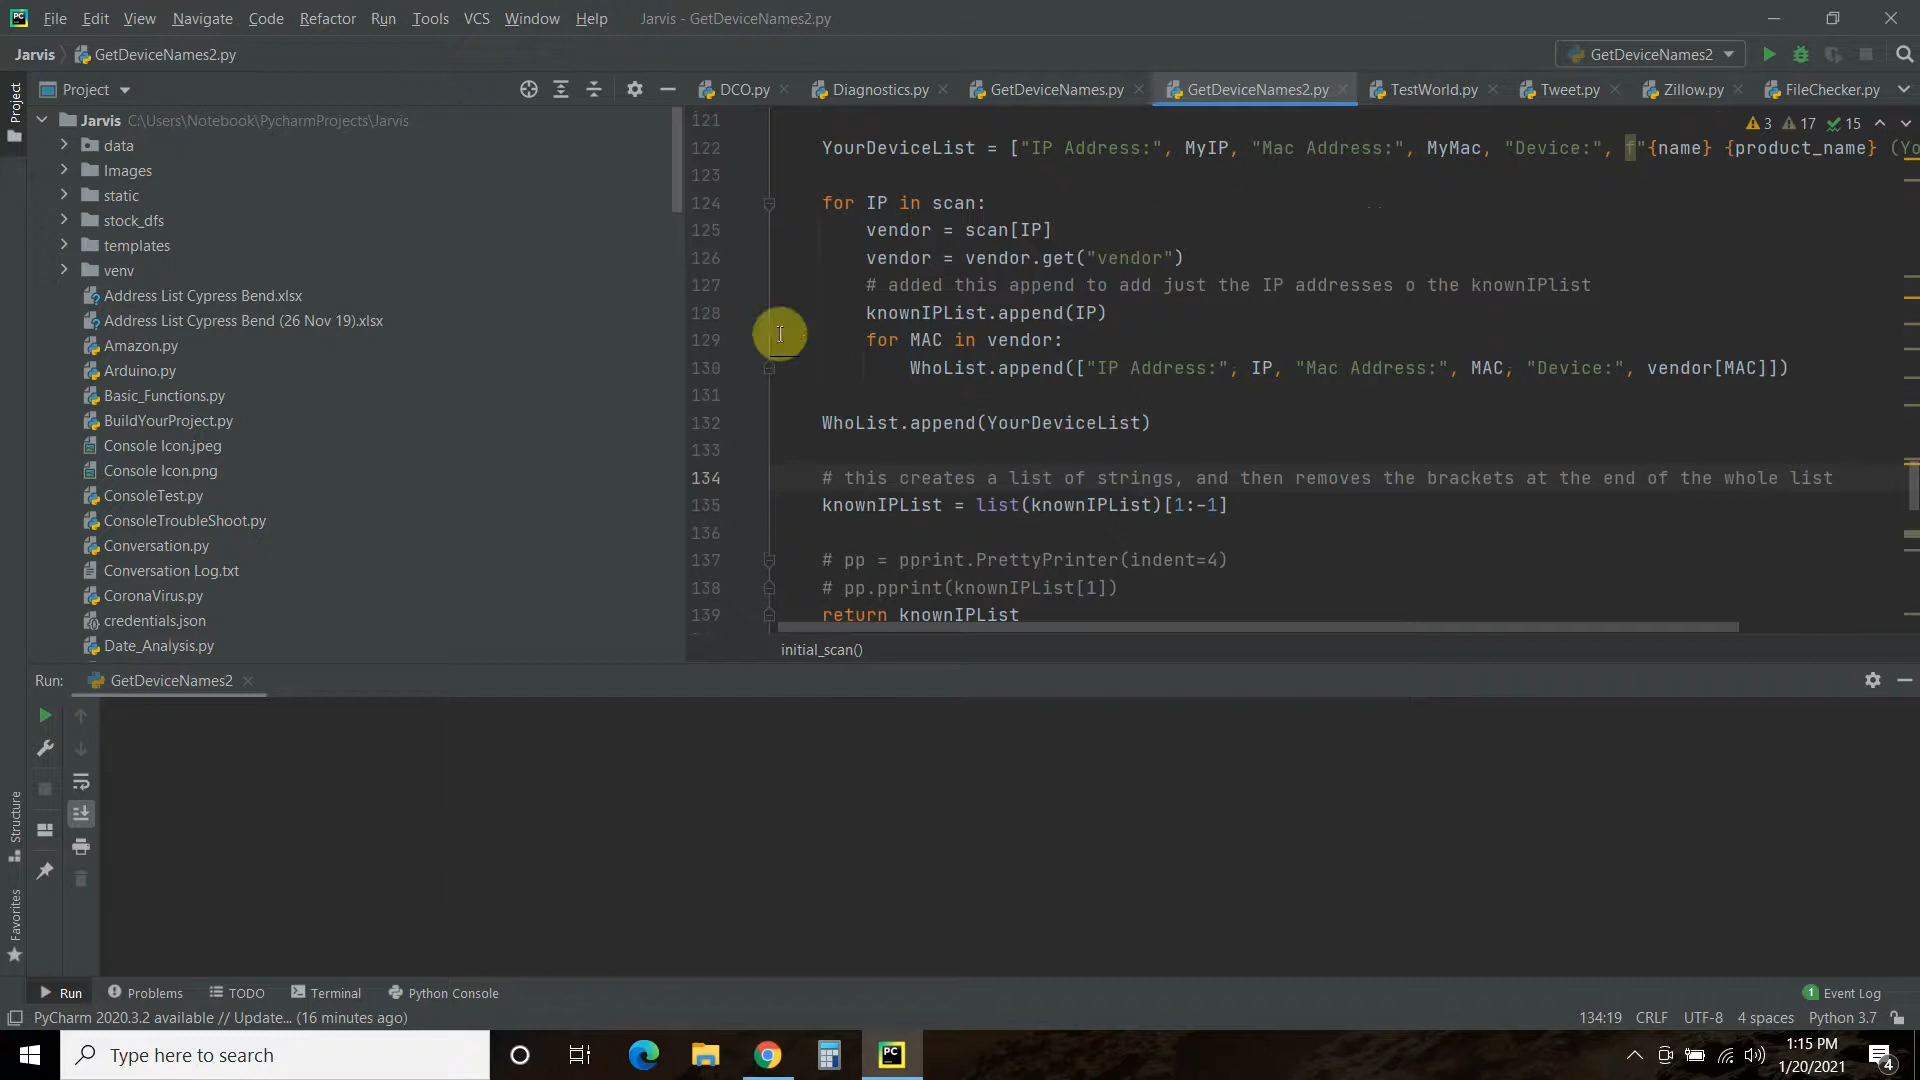 File Edit View Navigate Code Refactor Run Tools VCS Window Help Jarvis - GetDeviceNames2.py
Jarvis GetDeviceNames2.py GetDeviceNames2
Project
DCO.py Diagnostics.py GetDeviceNames.py GetDeviceNames2.py TestWorld.py Tweet.py Zillow.py FileChecker.py
Project
Jarvis C:\Users\Notebook\PycharmProjects\Jarvis
data
Images
static
stock_dfs
templates
venv
Address List Cypress Bend.xlsx
Address List Cypress Bend (26 Nov 19).xlsx
Amazon.py
Arduino.py
Basic_Functions.py
BuildYourProject.py
Console Icon.jpeg
Console Icon.png
ConsoleTest.py
ConsoleTroubleShoot.py
Conversation.py
Conversation Log.txt
CoronaVirus.py
credentials.json
Date_Analysis.py
3 17 15
121
122 YourDeviceList = ["IP Address:", MyIP, "Mac Address:", MyMac, "Device:", f"{name} {product_name} (Yo
123
124 for IP in scan:
125 vendor = scan[IP]
126 vendor = vendor.get("vendor")
127 # added this append to add just the IP addresses o the knownIPlist
128 knownIPList.append(IP)
129 for MAC in vendor:
130 WhoList.append(["IP Address:", IP, "Mac Address:", MAC, "Device:", vendor[MAC]])
131
132 WhoList.append(YourDeviceList)
133
134 # this creates a list of strings, and then removes the brackets at the end of the whole list
135 knownIPList = list(knownIPList)[1:-1]
136
137 # pp = pprint.PrettyPrinter(indent=4)
138 # pp.pprint(knownIPList[1])
139 return knownIPList
initial_scan()
Run: GetDeviceNames2
Structure
Favorites
Run Problems TODO Terminal Python Console 1 Event Log
PyCharm 2020.3.2 available // Update... (16 minutes ago) 134:19 CRLF UTF-8 4 spaces Python 3.7
Type here to search
PC
1:15 PM
1/20/2021
4